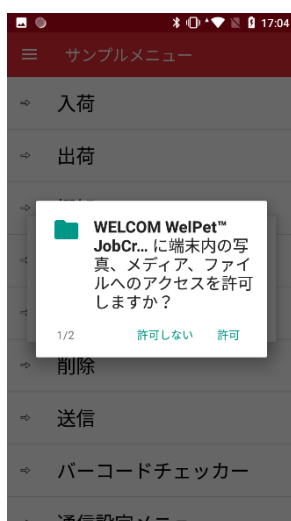 17:04
サンプルメニュー
入荷
出荷
WELCOM WelPet™
JobCr... に端末内の写
真、メディア、ファイ
ルへのアクセスを許可
しますか？
1/2 許可しない 許可
削除
送信
バーコードチェッカー
通信設定メニュー